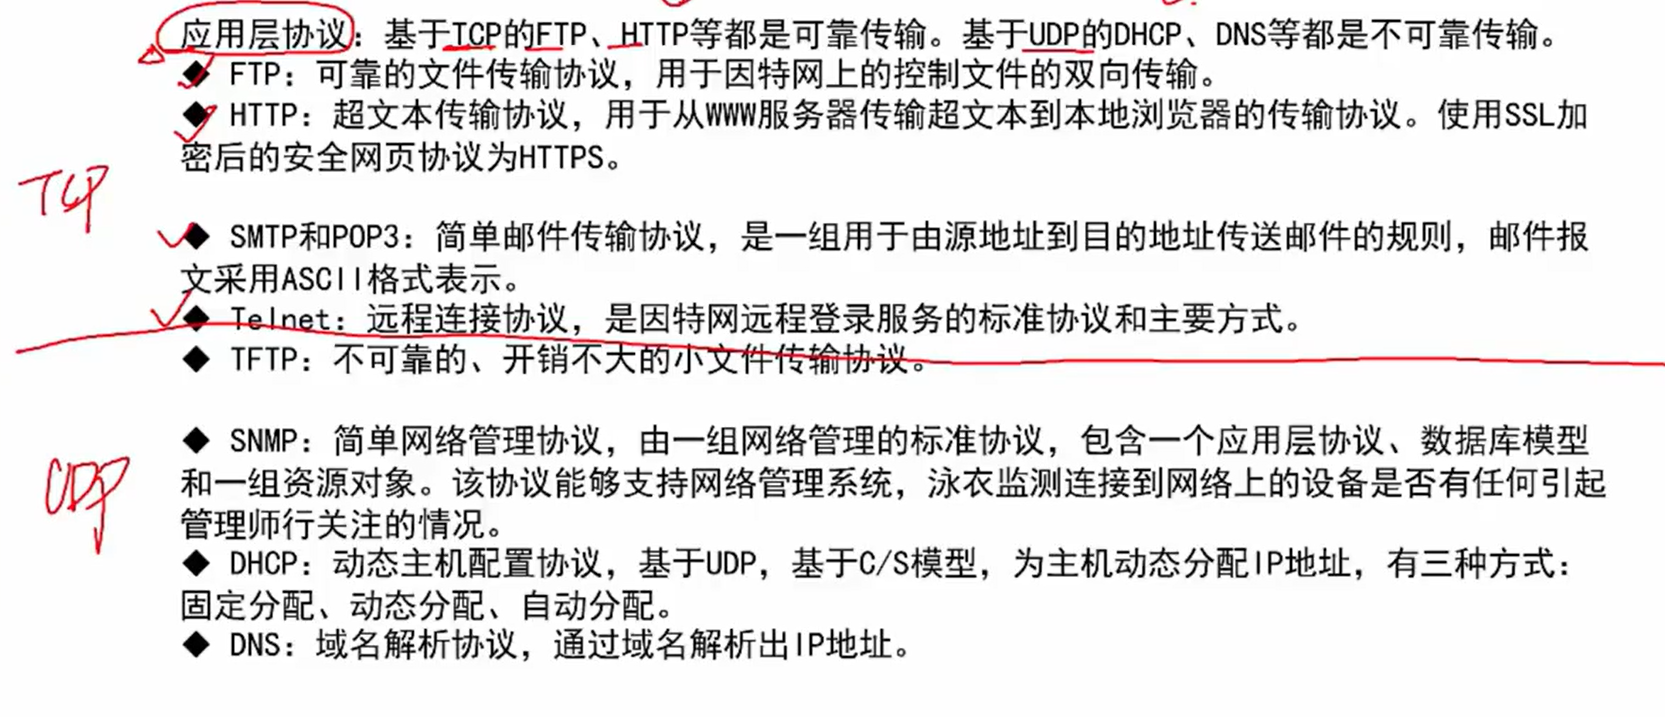 应用层协议：基于TCP的FTP、HTTP等都是可靠传输。基于UDP的DHCP、DNS等都是不可靠传输。
◆ FTP：可靠的文件传输协议，用于因特网上的控制文件的双向传输。
◆ HTTP：超文本传输协议，用于从WWW服务器传输超文本到本地浏览器的传输协议。使用SSL加
密后的安全网页协议为HTTPS。
TCP
◆ SMTP和POP3：简单邮件传输协议，是一组用于由源地址到目的地址传送邮件的规则，邮件报
文采用ASCII格式表示。
◆ Telnet：远程连接协议，是因特网远程登录服务的标准协议和主要方式。
◆ TFTP：不可靠的、开销不大的小文件传输协议。
◆ SNMP：简单网络管理协议，由一组网络管理的标准协议，包含一个应用层协议、数据库模型
UDP
和一组资源对象。该协议能够支持网络管理系统，泳衣监测连接到网络上的设备是否有任何引起
管理师行关注的情况。
◆ DHCP：动态主机配置协议，基于UDP，基于C/S模型，为主机动态分配IP地址，有三种方式：
固定分配、动态分配、自动分配。
◆ DNS：域名解析协议，通过域名解析出IP地址。